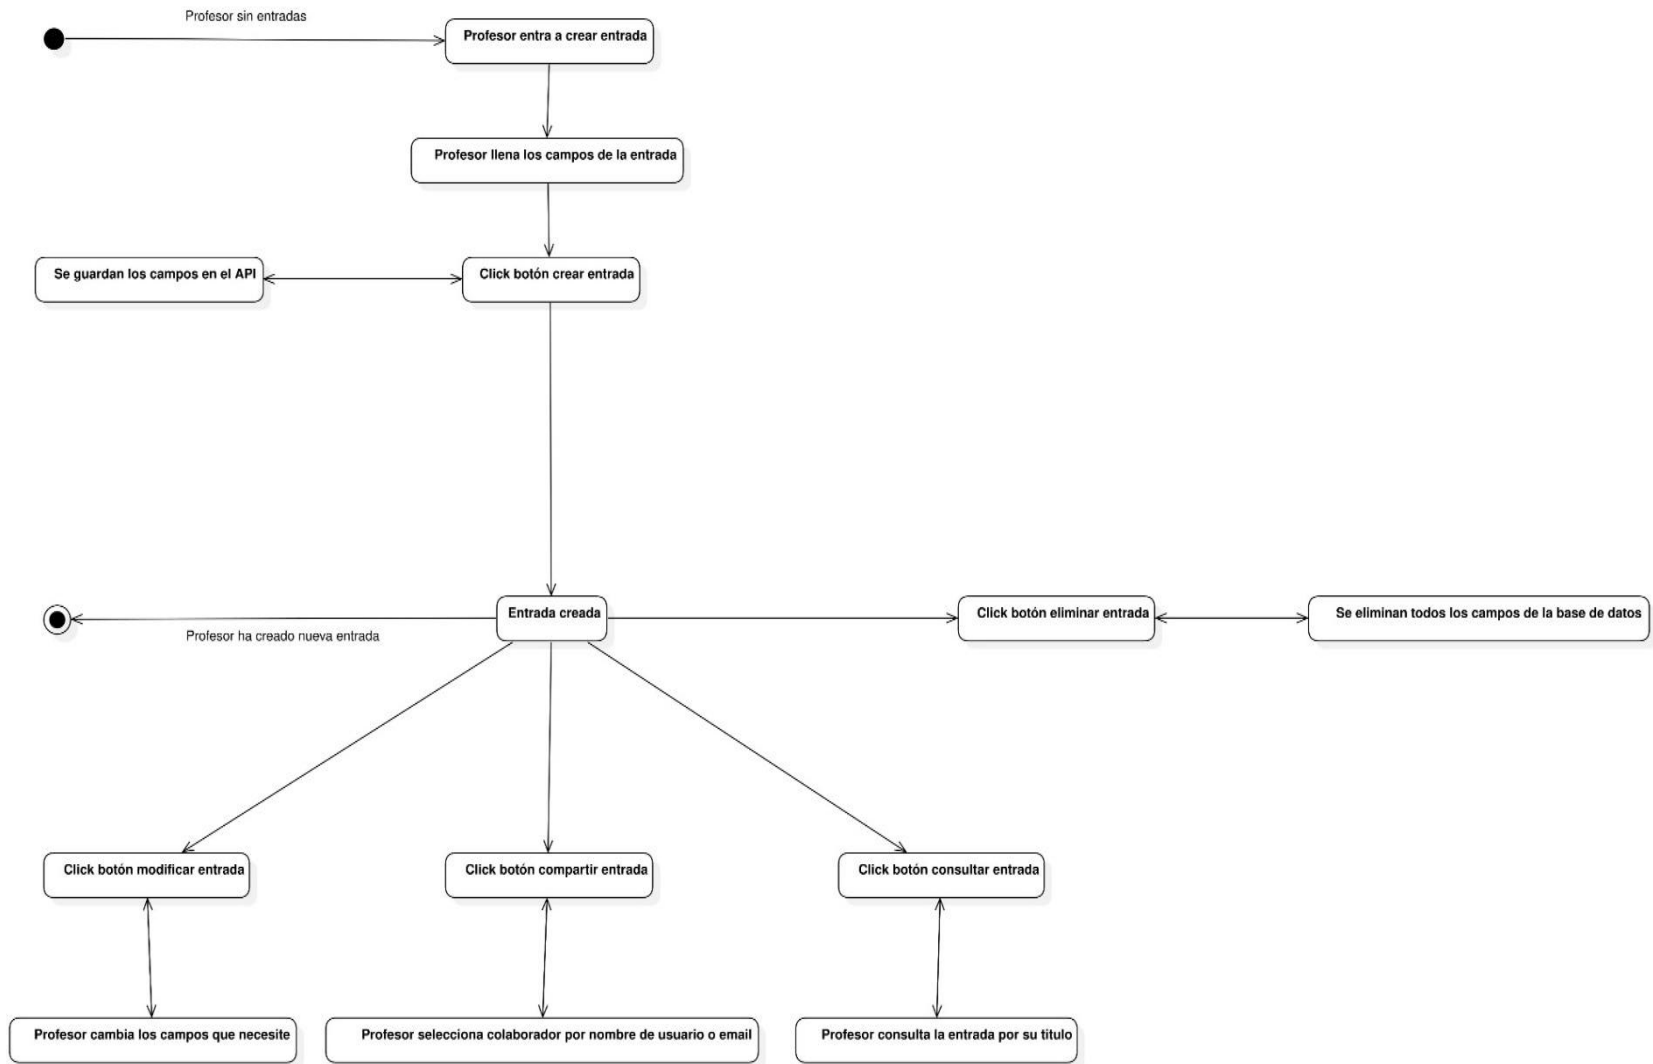 Profesor sin entradas
Profesor entra a crear entrada
Profesor llena los campos de la entrada
Se guardan los campos en el API
Click botón crear entrada
Entrada creada
Click botón eliminar entrada
Se eliminan todos los campos de la base de datos
Profesor ha creado nueva entrada
Click botón modificar entrada
Click botón compartir entrada
Click botón consultar entrada
Profesor cambia los campos que necesite
Profesor selecciona colaborador por nombre de usuario o email
Profesor consulta la entrada por su titulo